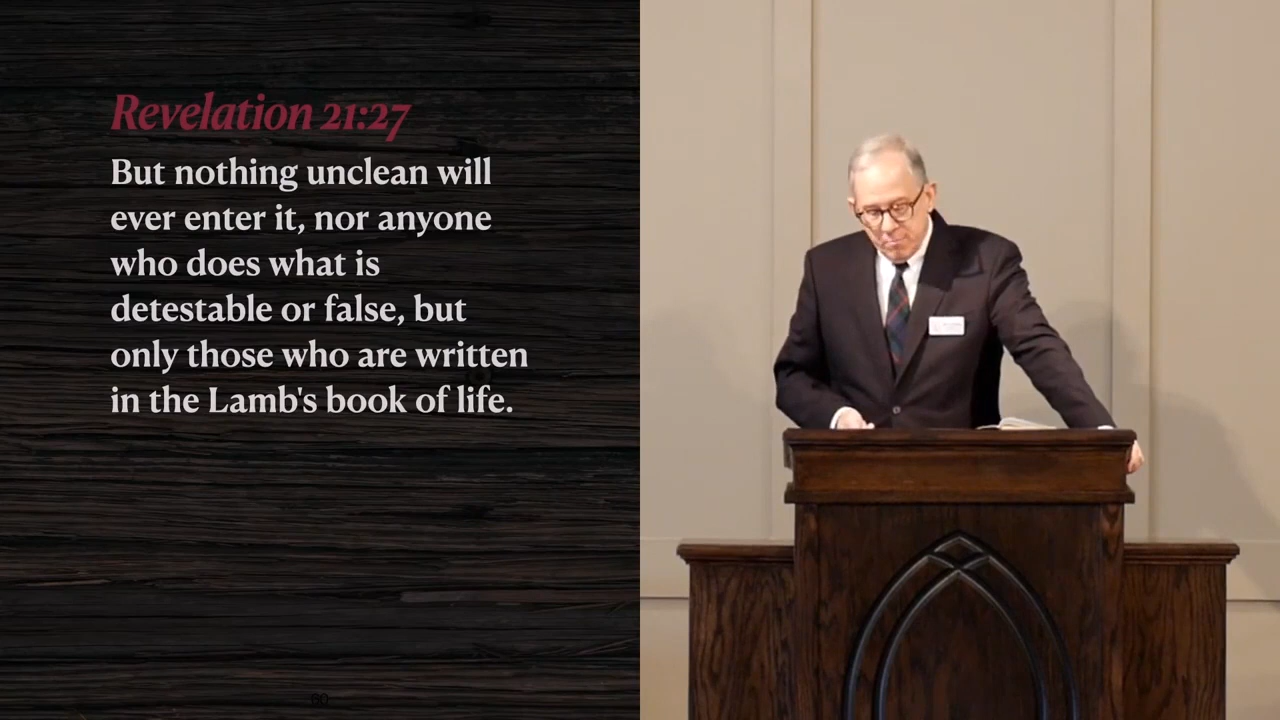 Revelation 21:27
But nothing unclean will
ever enter it, nor anyone
who does what is
detestable or false, but
only those who are written
in the Lamb's book of life.
60